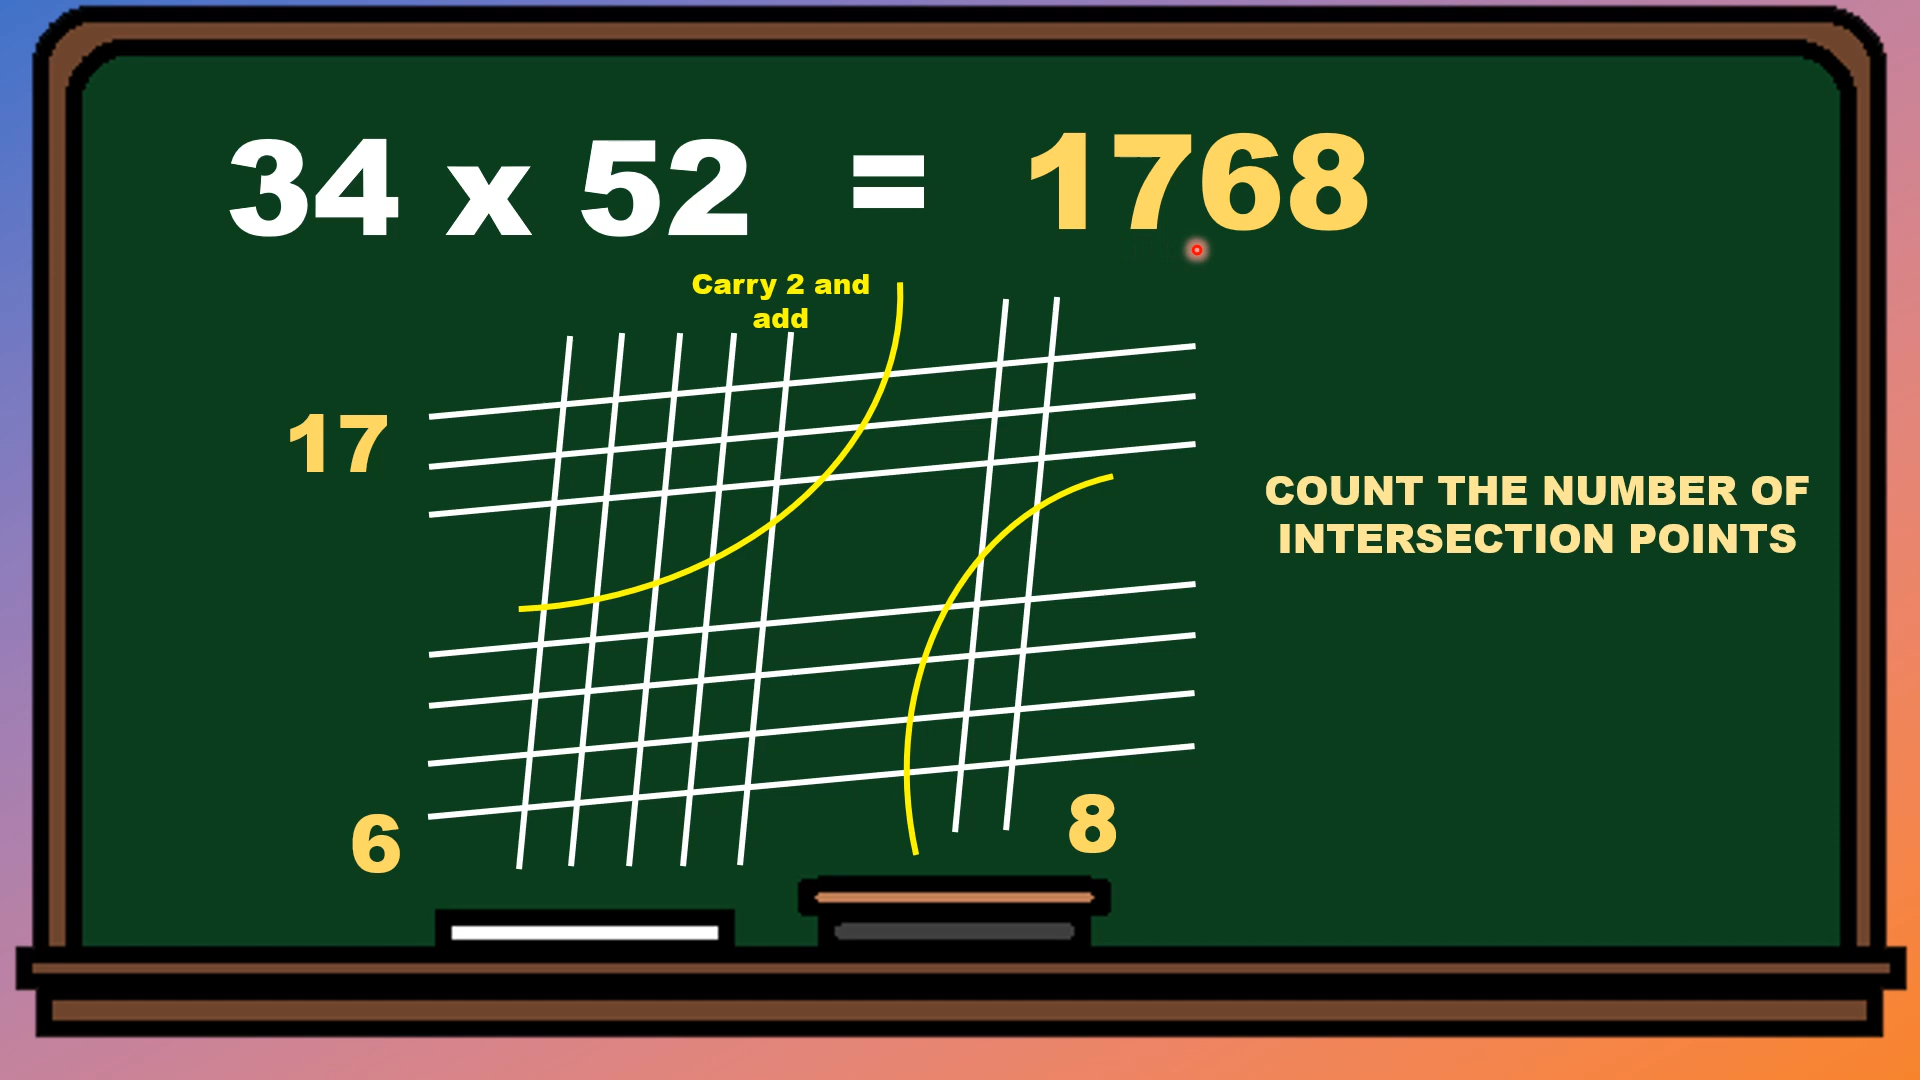 34 x 52 = 1768
Carry 2 and
add
17
COUNT THE NUMBER OF
INTERSECTION POINTS
6
8